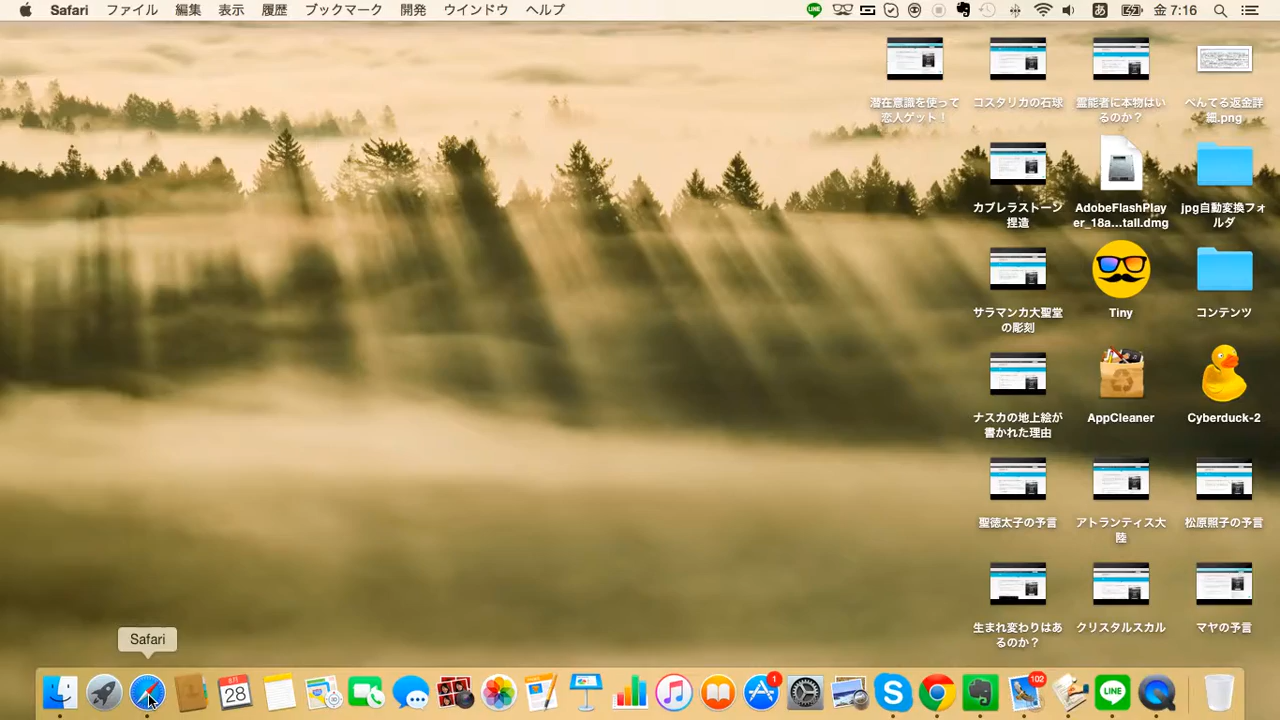 Safari ファイル 編集 表示 履歴 ブックマーク 開発 ウインドウ ヘルプ
LINE あ 金 7:16
潜在意識を使って
恋人ゲット！
コスタリカの石球
霊能者に本物はい
るのか？
ぺんてる返金詳
細.png
カブレラストーン
捏造
AdobeFlashPlay
er_18a...tall.dmg
jpg自動変換フォ
ルダ
サラマンカ大聖堂
の彫刻
Tiny
コンテンツ
ナスカの地上絵が
書かれた理由
AppCleaner
Cyberduck-2
聖徳太子の予言
アトランティス大
陸
松原照子の予言
生まれ変わりはあ
るのか？
クリスタルスカル
マヤの予言
Safari
8月
28
1
102
LINE